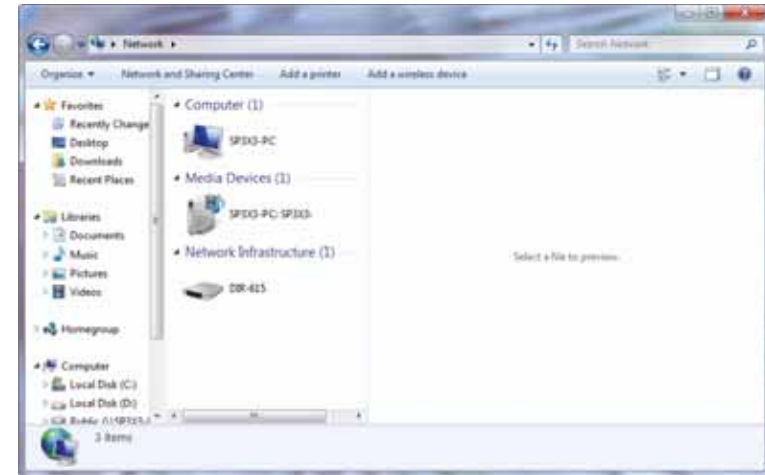 Network
Search Network
Organize
Network and Sharing Center
Add a printer
Add a wireless device
Favorites
Recently Change
Desktop
Downloads
Recent Places
Libraries
Documents
Music
Pictures
Videos
Homegroup
Computer
Local Disk (C:)
Local Disk (D:)
Computer (1)
SP3X3-PC
Media Devices (1)
SP3X3-PC: SP3X3-
Network Infrastructure (1)
DIR-615
Select a file to preview.
3 items